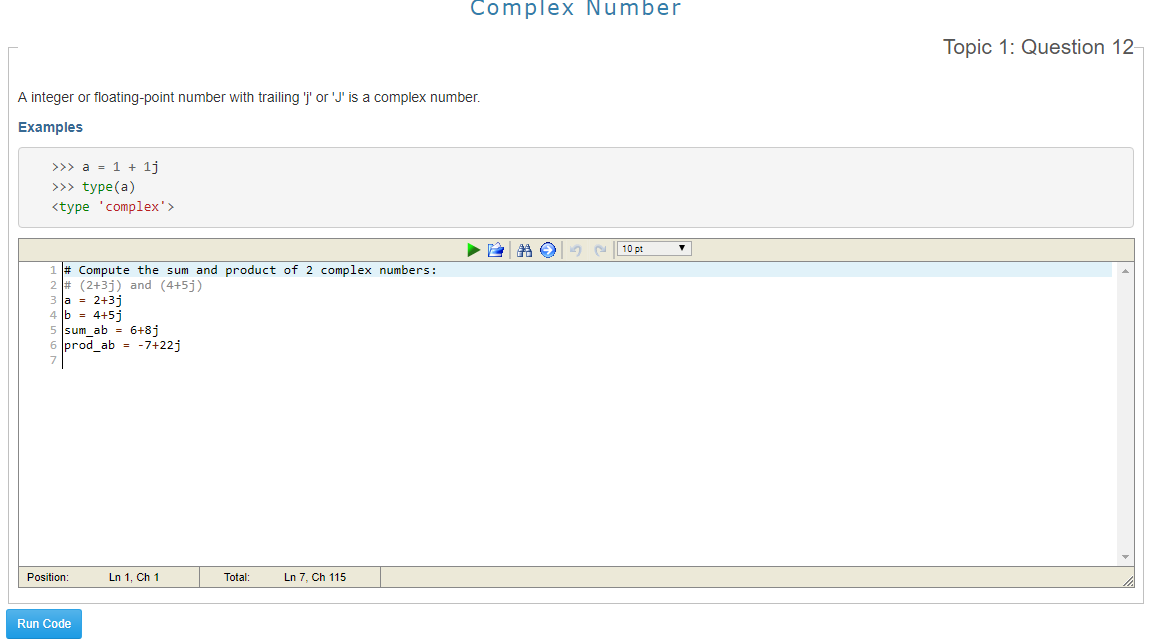 Complex Number
Topic 1: Question 12
A integer or floating-point number with trailing 'j' or 'J' is a complex number.
Examples
>>> a = 1 + 1j
>>> type(a)
<type 'complex'>
10 pt
1 # Compute the sum and product of 2 complex numbers:
2 # (2+3j) and (4+5j)
3 a = 2+3j
4 b = 4+5j
5 sum_ab = 6+8j
6 prod_ab = -7+22j
7
Position: Ln 1, Ch 1 Total: Ln 7, Ch 115
Run Code